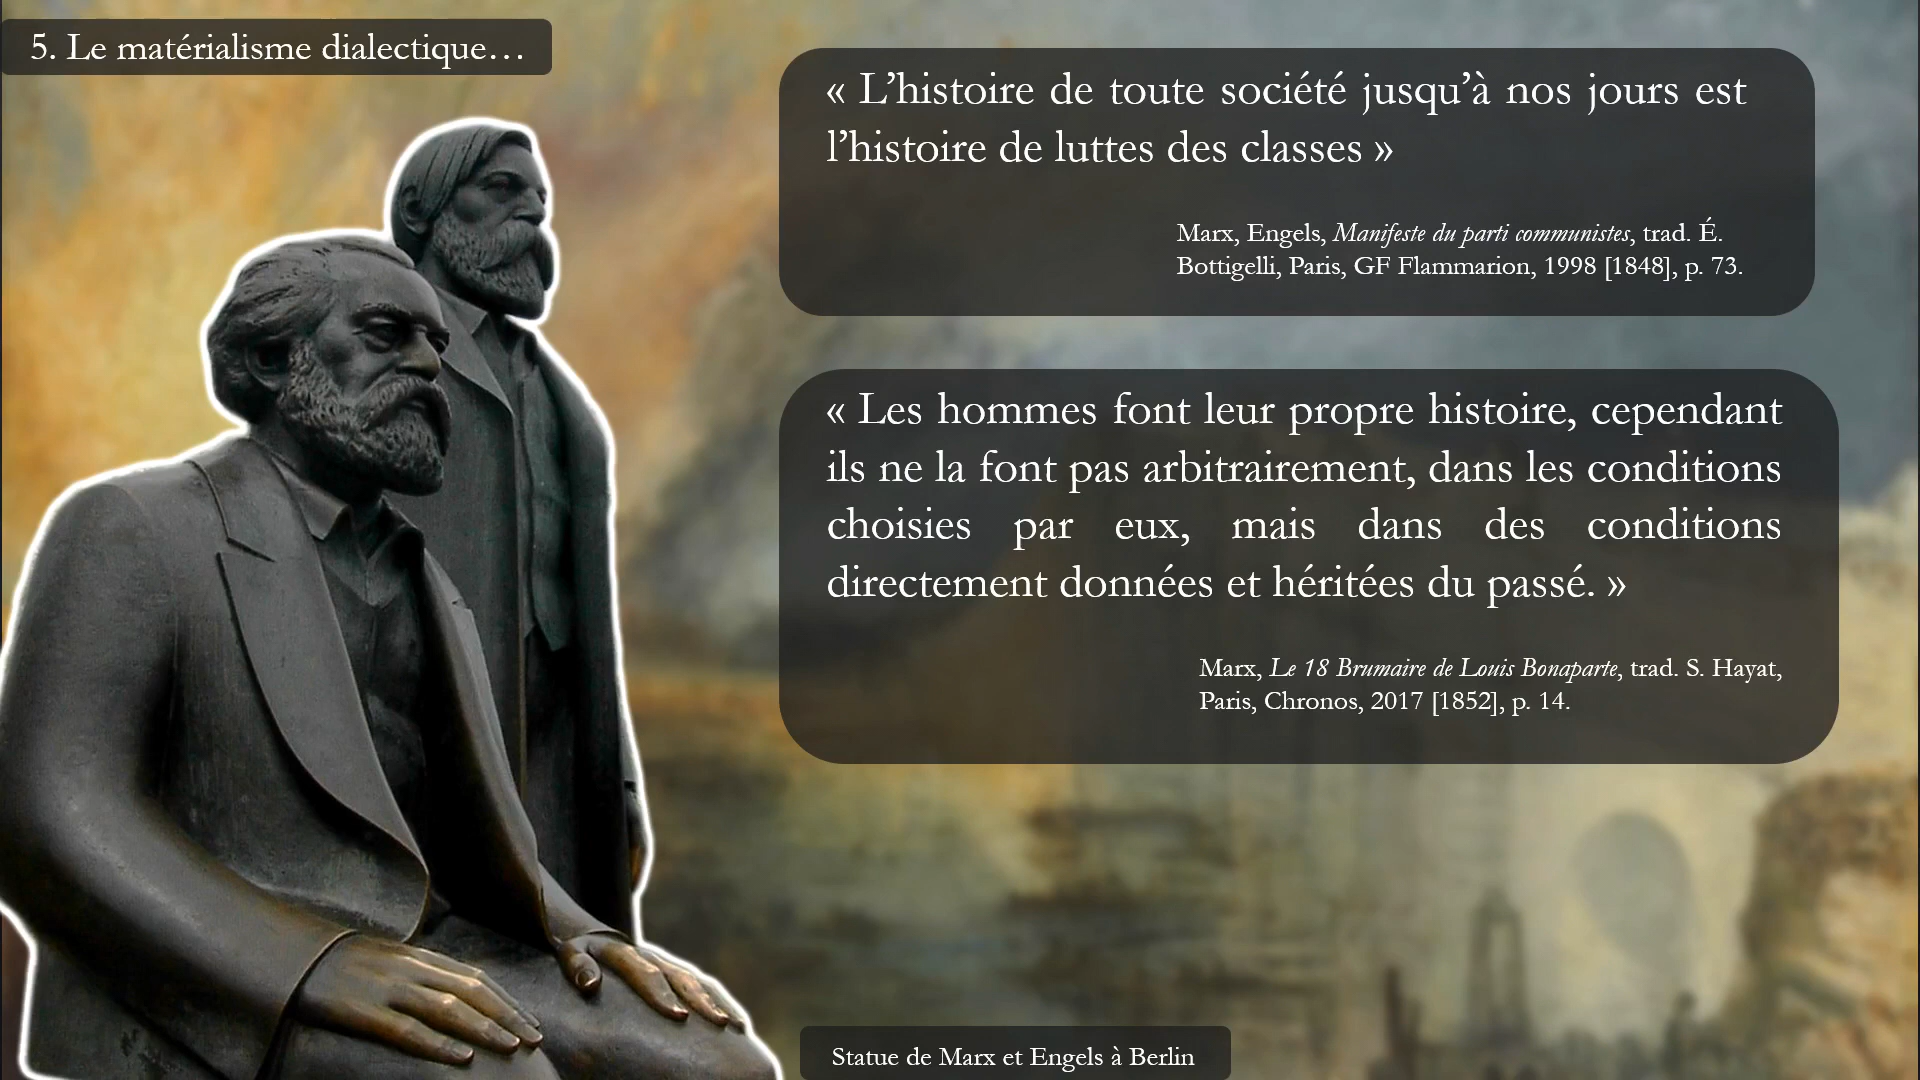 5. Le matérialisme dialectique…
« L’histoire de toute société jusqu’à nos jours est
l’histoire de luttes des classes »
Marx, Engels, Manifeste du parti communistes, trad. É.
Bottigelli, Paris, GF Flammarion, 1998 [1848], p. 73.
« Les hommes font leur propre histoire, cependant
ils ne la font pas arbitrairement, dans les conditions
choisies par eux, mais dans des conditions
directement données et héritées du passé. »
Marx, Le 18 Brumaire de Louis Bonaparte, trad. S. Hayat,
Paris, Chronos, 2017 [1852], p. 14.
Statue de Marx et Engels à Berlin